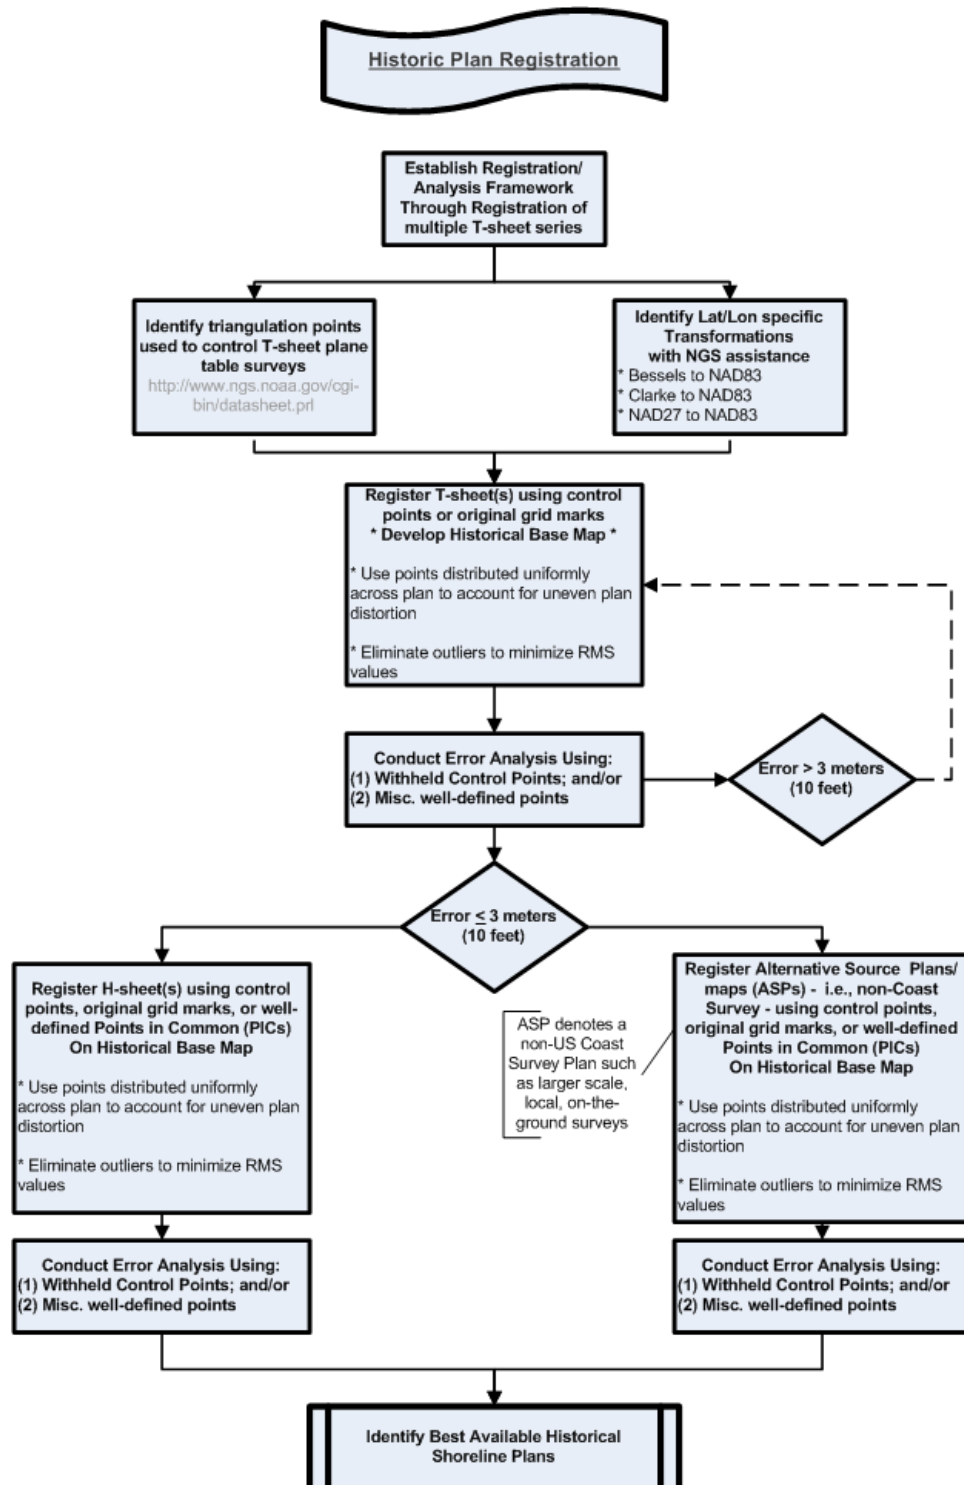 Historic Plan Registration
Establish Registration/
Analysis Framework
Through Registration of
multiple T-sheet series
Identify triangulation points
used to control T-sheet plane
table surveys
http://www.ngs.noaa.gov/cgi-
bin/datasheet.prl
Identify Lat/Lon specific
Transformations
with NGS assistance
* Bessels to NAD83
* Clarke to NAD83
* NAD27 to NAD83
Register T-sheet(s) using control
points or original grid marks
* Develop Historical Base Map *
* Use points distributed uniformly
across plan to account for uneven plan
distortion
* Eliminate outliers to minimize RMS
values
Conduct Error Analysis Using:
(1) Withheld Control Points; and/or
(2) Misc. well-defined points
Error > 3 meters
(10 feet)
Error ≤ 3 meters
(10 feet)
Register H-sheet(s) using control
points, original grid marks, or well-
defined Points in Common (PICs)
On Historical Base Map
* Use points distributed uniformly
across plan to account for uneven plan
distortion
* Eliminate outliers to minimize RMS
values
ASP denotes a
non-US Coast
Survey Plan such
as larger scale,
local, on-the-
ground surveys
Register Alternative Source Plans/
maps (ASPs) - i.e., non-Coast
Survey - using control points,
original grid marks, or well-defined
Points in Common (PICs)
On Historical Base Map
* Use points distributed uniformly
across plan to account for uneven plan
distortion
* Eliminate outliers to minimize RMS
values
Conduct Error Analysis Using:
(1) Withheld Control Points; and/or
(2) Misc. well-defined points
Conduct Error Analysis Using:
(1) Withheld Control Points; and/or
(2) Misc. well-defined points
Identify Best Available Historical
Shoreline Plans